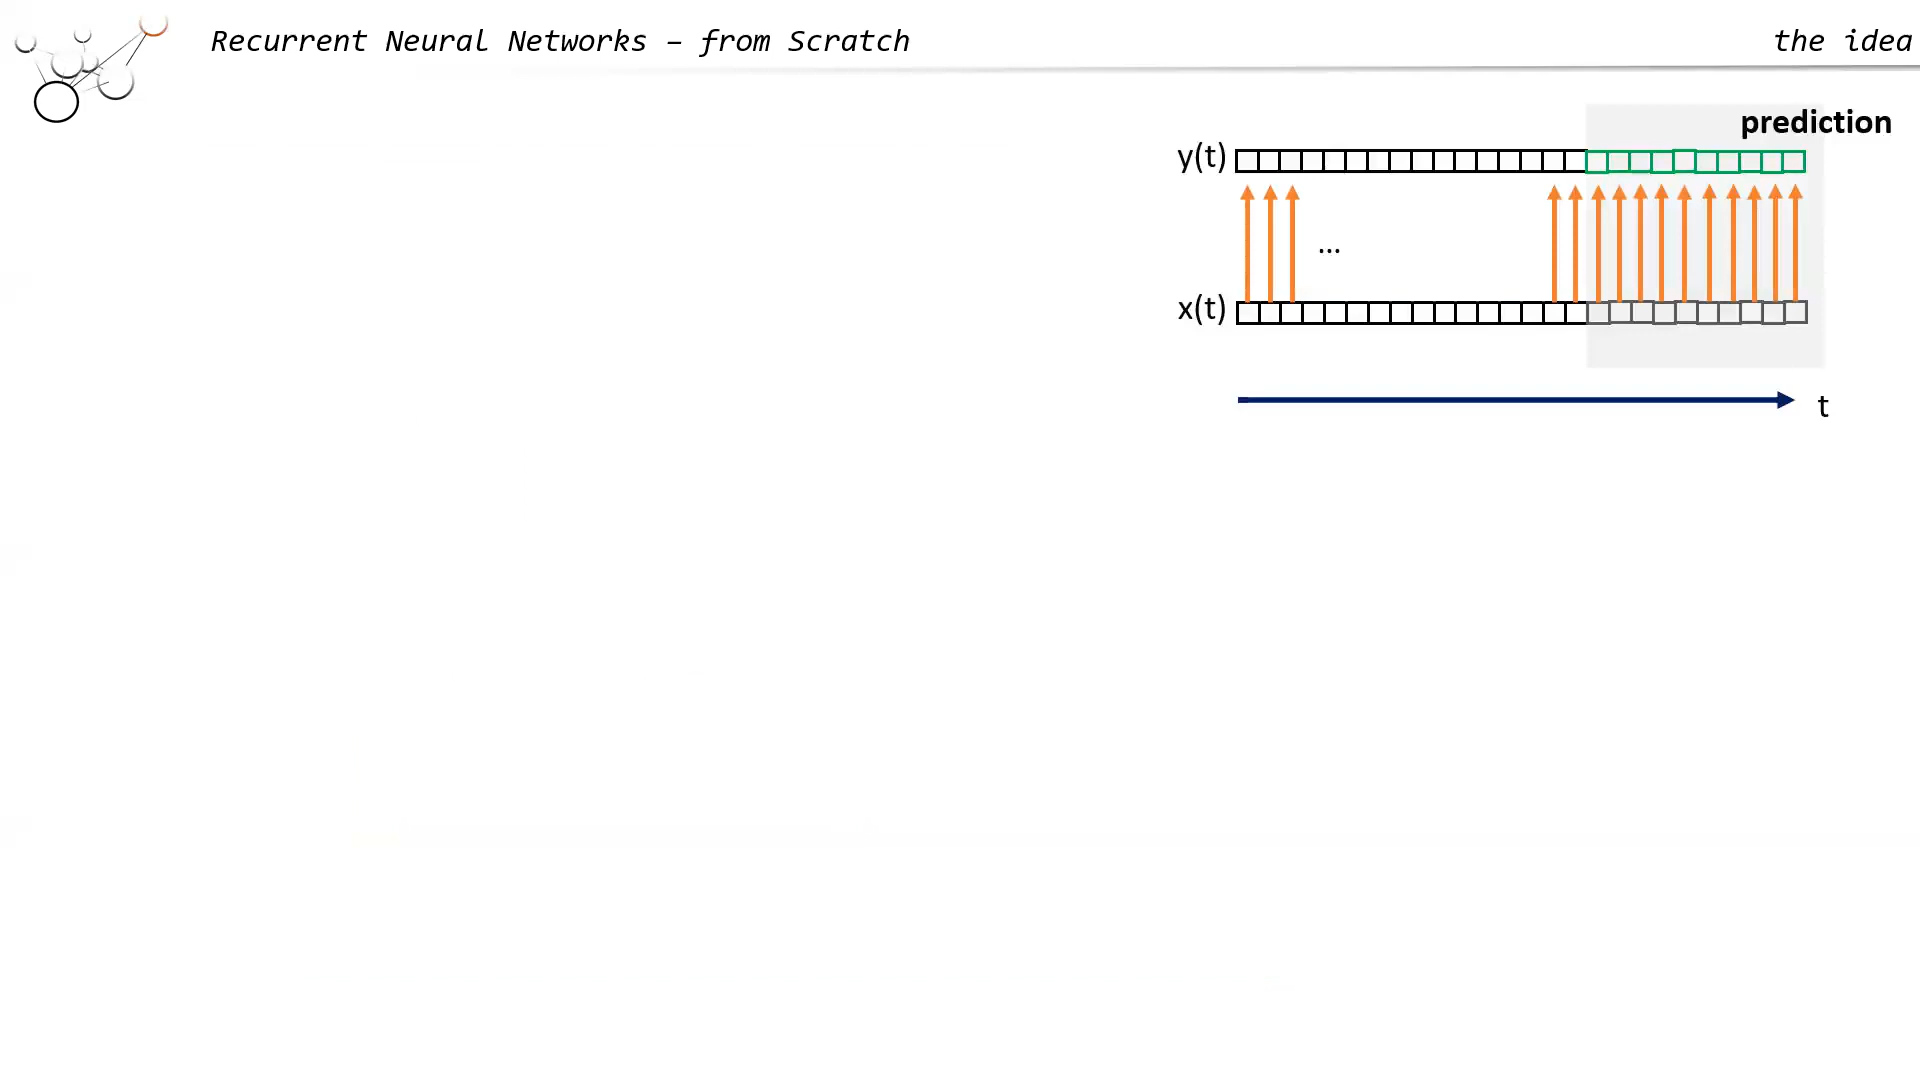 Recurrent Neural Networks – from Scratch
the idea
prediction
y(t)
...
x(t)
t